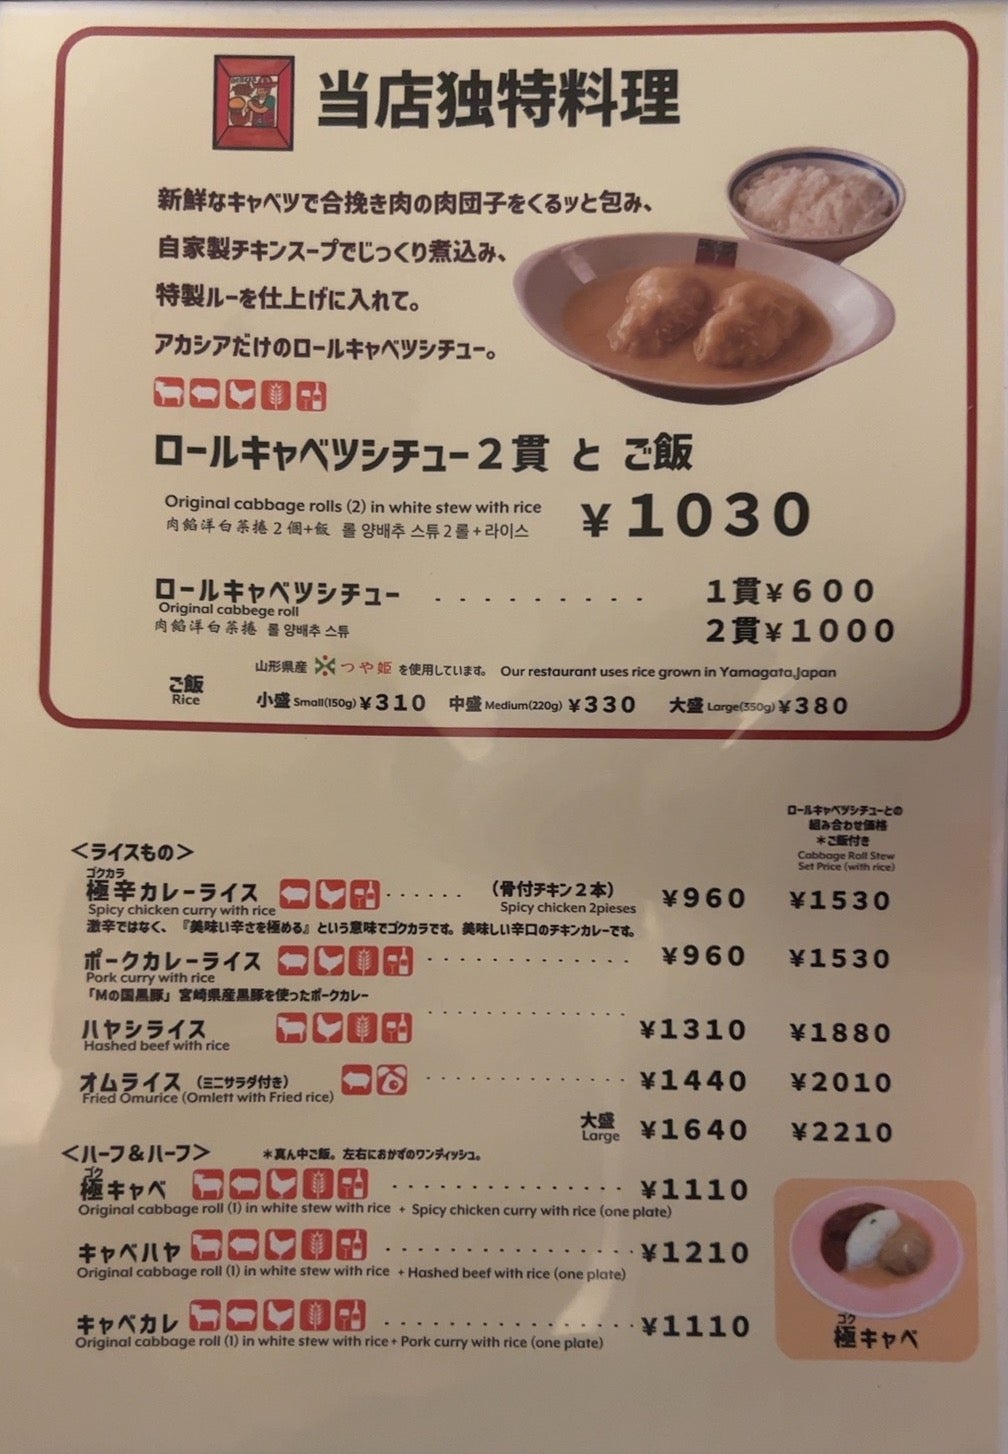 当店独特料理
新鮮なキャベツで合挽き肉の肉団子をくるッと包み、
自家製チキンスープでじっくり煮込み、
特製ルーを仕上げに入れて。
アカシアだけのロールキャベツシチュー。
ロールキャベツシチュー2貫 と ご飯
Original cabbage rolls (2) in white stew with rice
肉餡洋白菜捲2個+飯 롤 양배추 스튜2롤+라이스
¥1030
ロールキャベツシチュー . . . . . . . . . 1貫¥600
Original cabbege roll
肉餡洋白菜捲 롤 양배추 스튜
2貫¥1000
山形県産 つや姫 を使用しています。 Our restaurant uses rice grown in Yamagata,Japan
ご飯
Rice
小盛 Small(150g) ¥310 中盛 Medium(220g) ¥330 大盛 Large(350g) ¥380
ロールキャベツシチューとの
組み合わせ価格
*ご飯付き
Cabbage Roll Stew
Set Price (with rice)
<ライスもの>
ゴクカラ
極辛カレーライス ...... (骨付チキン2本) ¥960 ¥1530
Spicy chicken curry with rice Spicy chicken 2pieses
激辛ではなく、『美味い辛さを極める』という意味でゴクカラです。美味しい辛口のチキンカレーです。
ポークカレーライス ............. ¥960 ¥1530
Pork curry with rice
「Mの国黒豚」宮崎県産黒豚を使ったポークカレー
ハヤシライス ............. ¥1310 ¥1880
Hashed beef with rice
オムライス (ミニサラダ付き) ............. ¥1440 ¥2010
Fried Omurice (Omlett with Fried rice)
大盛
Large ¥1640 ¥2210
<ハーフ&ハーフ> *真ん中ご飯。左右におかずのワンディッシュ。
ゴク
極キャベ ............... ¥1110
Original cabbage roll (1) in white stew with rice + Spicy chicken curry with rice (one plate)
キャベハヤ ................ ¥1210
Original cabbage roll (1) in white stew with rice + Hashed beef with rice (one plate)
キャベカレ ................ ¥1110
Original cabbage roll (1) in white stew with rice + Pork curry with rice (one plate)
ゴク
極キャベ